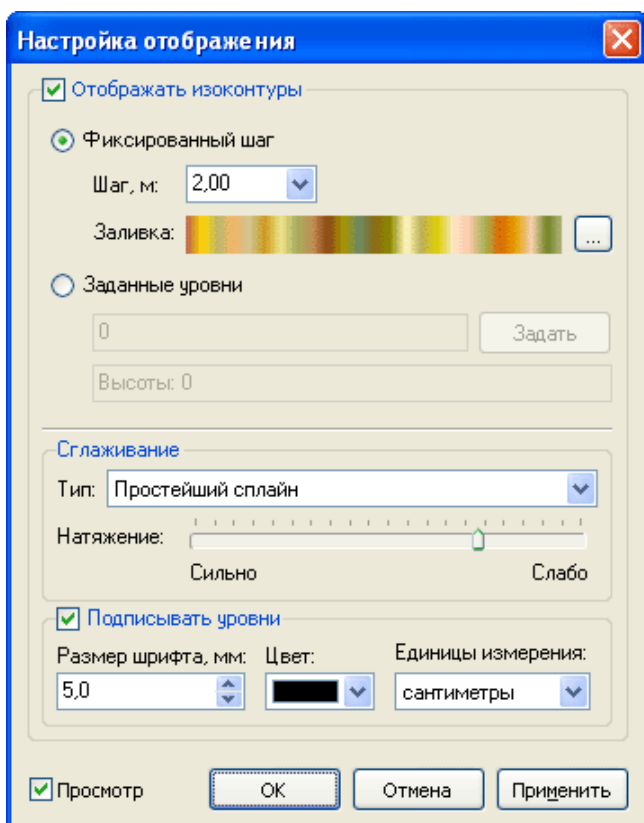 Настройка отображения
Отображать изоконтуры
Фиксированный шаг
Шаг, м: 2,00
Заливка: ...
Заданные уровни
0 Задать
Высоты: 0
Сглаживание
Тип: Простейший сплайн
Натяжение:
Сильно Слабо
Подписывать уровни
Размер шрифта, мм: Цвет: Единицы измерения:
5,0 сантиметры
Просмотр OK Отмена Применить